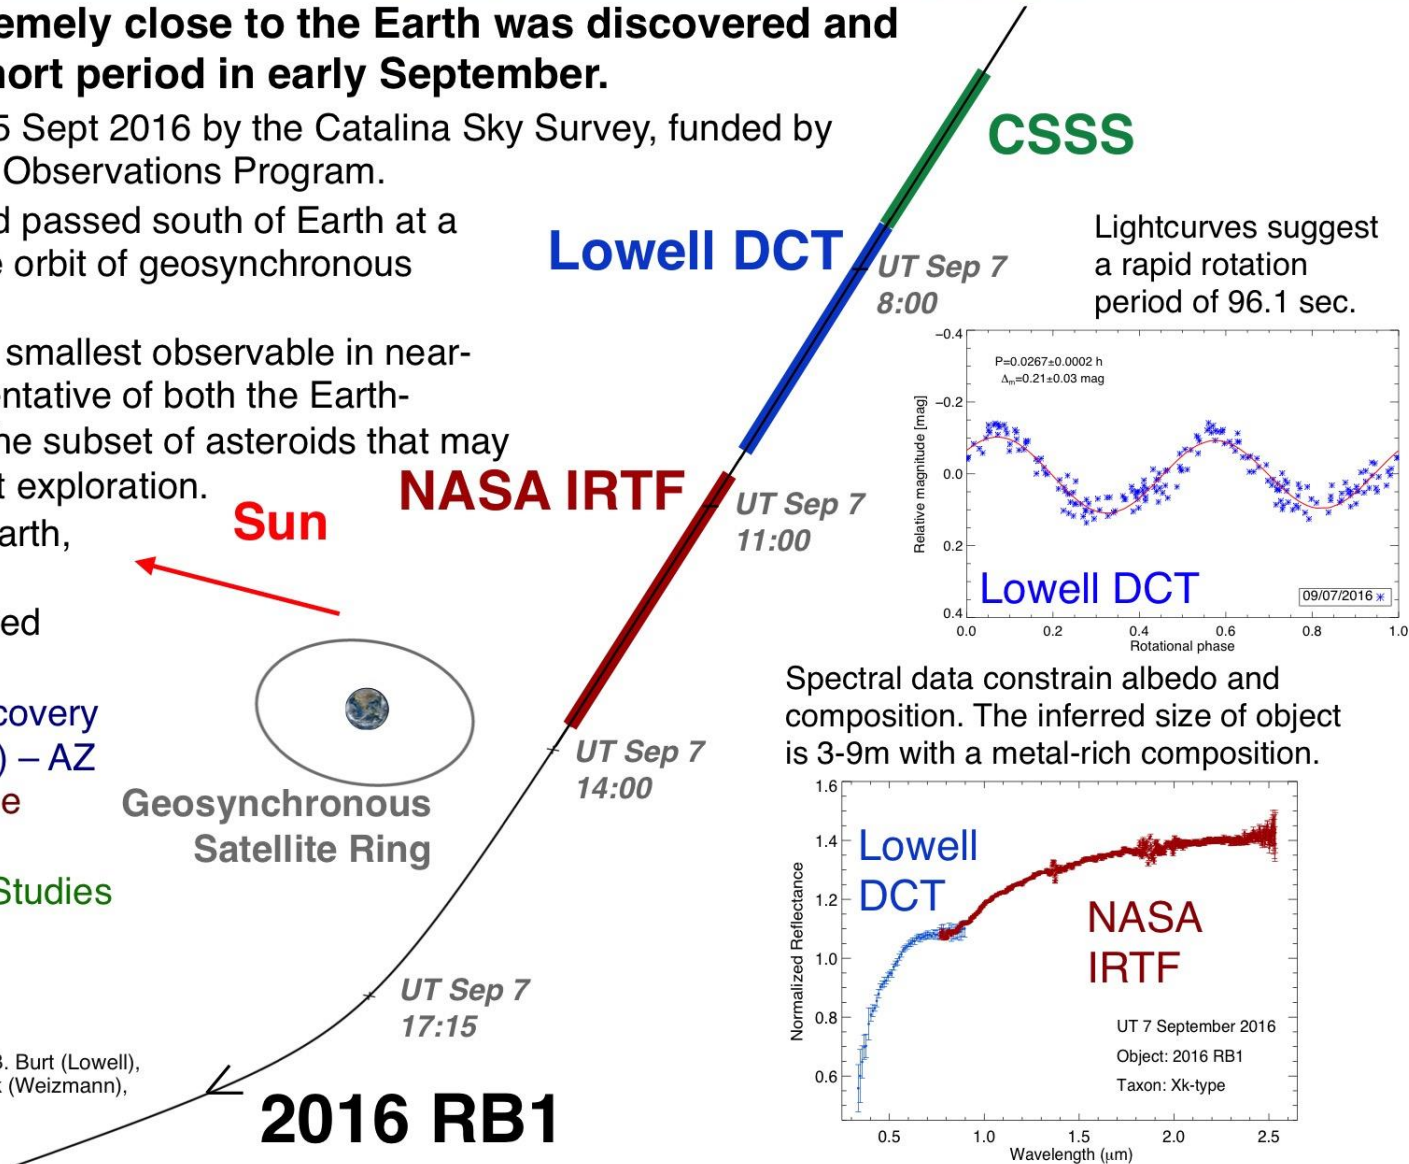 emely close to the Earth was discovered and
hort period in early September.
5 Sept 2016 by the Catalina Sky Survey, funded by
Observations Program.
d passed south of Earth at a
e orbit of geosynchronous
smallest observable in near-
entative of both the Earth-
he subset of asteroids that may
t exploration.
arth,
ed
covery
) – AZ
e
Studies
3. Burt (Lowell),
k (Weizmann),
CSSS
Lowell DCT
UT Sep 7
8:00
NASA IRTF
UT Sep 7
11:00
Sun
UT Sep 7
14:00
Geosynchronous
Satellite Ring
UT Sep 7
17:15
2016 RB1
Lightcurves suggest
a rapid rotation
period of 96.1 sec.
−0.4
−0.2
0.0
0.2
0.4
Relative magnitude [mag]
P=0.0267±0.0002 h
Δm=0.21±0.03 mag
Lowell DCT
09/07/2016
0.0 0.2 0.4 0.6 0.8 1.0
Rotational phase
Spectral data constrain albedo and
composition. The inferred size of object
is 3-9m with a metal-rich composition.
1.6
1.4
1.2
1.0
0.8
0.6
Normalized Reflectance
Lowell
DCT
NASA
IRTF
UT 7 September 2016
Object: 2016 RB1
Taxon: Xk-type
0.5 1.0 1.5 2.0 2.5
Wavelength (μm)